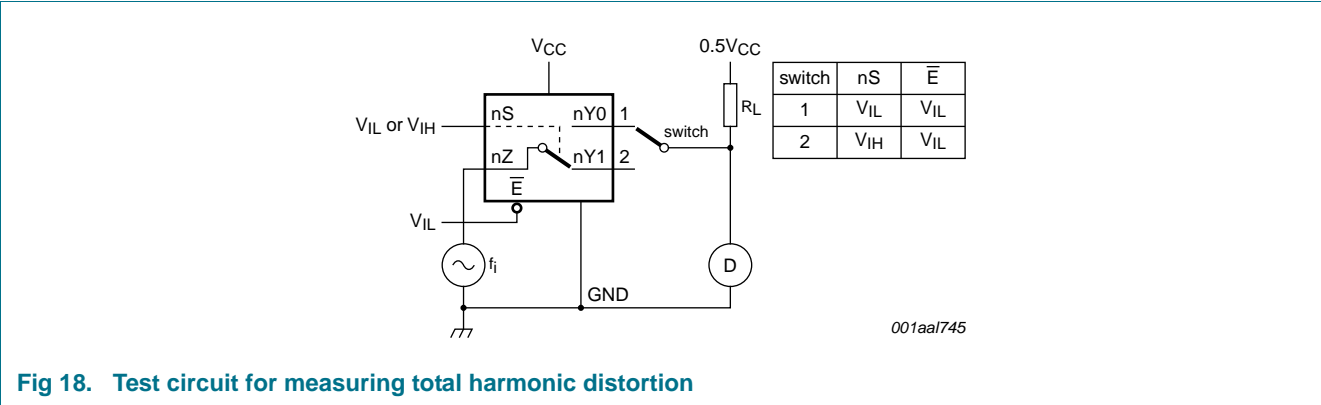 VCC
0.5VCC
switch nS E̅
1 VIL VIL
2 VIH VIL
RL
VIL or VIH
nS
nY0
1
switch
nZ
nY1
2
E̅
VIL
fi
D
GND
001aal745
Fig 18. Test circuit for measuring total harmonic distortion